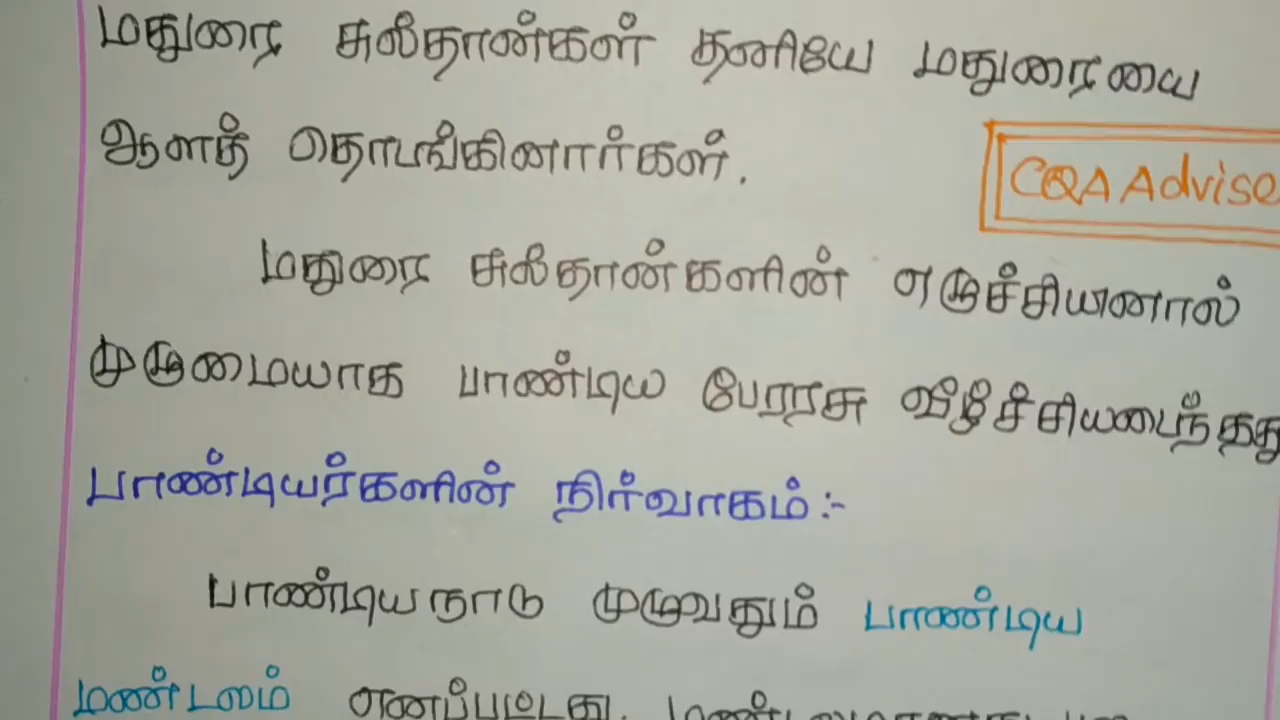 மதுரை சுல்தான்கள் தனியே மதுரையை
ஆளத் தொடங்கினார்கள்.
CQA Advise
மதுரை சுல்தான்களின் எழுச்சியினால்
முழுமையாக பாண்டிய பேரரசு வீழ்ச்சியடைந்தது
பாண்டியர்களின் நிர்வாகம் :-
பாண்டியநாடு முழுவதும் பாண்டிய
மண்டலம் எனப்பட்டது.